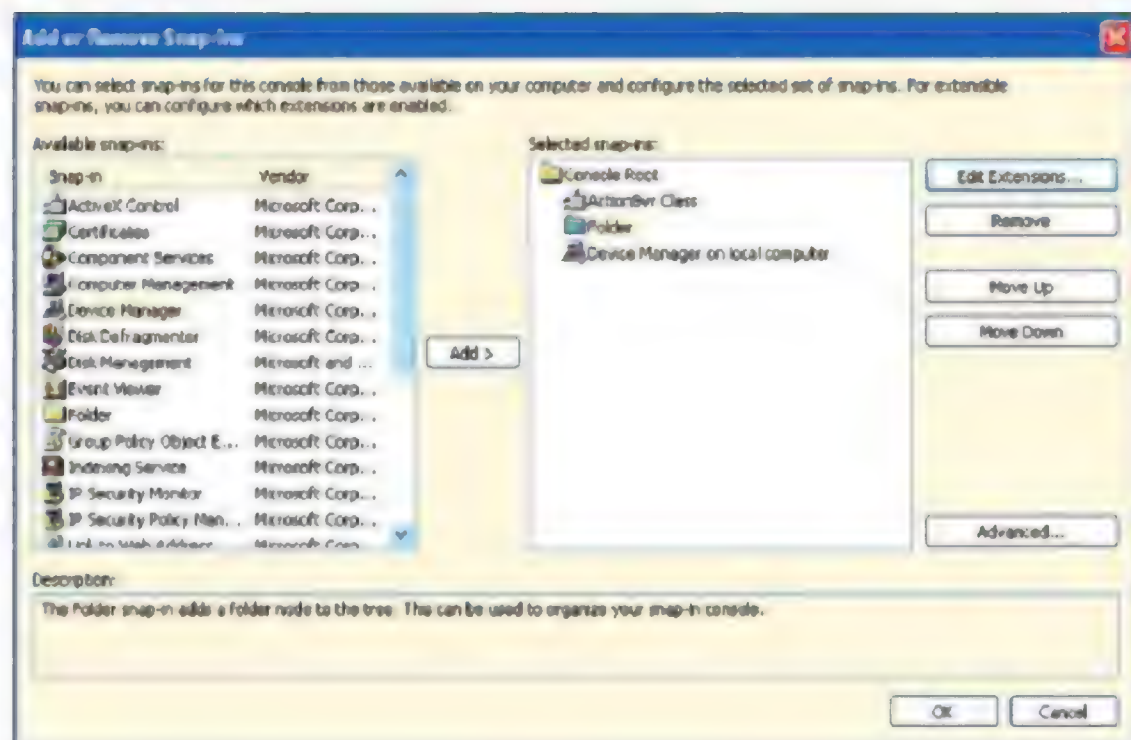 Add or Remove Snap-ins
You can select snap-ins for this console from those available on your computer and configure the selected set of snap-ins. For extensible
snap-ins, you can configure which extensions are enabled.
Available snap-ins:
Snap-in Vendor
ActiveX Control Microsoft Corp...
Certificates Microsoft Corp...
Component Services Microsoft Corp...
Computer Management Microsoft Corp...
Device Manager Microsoft Corp...
Disk Defragmenter Microsoft Corp...
Disk Management Microsoft and ...
Event Viewer Microsoft Corp...
Folder Microsoft Corp...
Group Policy Object E... Microsoft Corp...
Indexing Service Microsoft Corp...
IP Security Monitor Microsoft Corp...
IP Security Policy Man... Microsoft Corp...
Link to Web Address Microsoft Corp
Add >
Selected snap-ins:
Console Root
ActionBvr Class
Folder
Device Manager on local computer
Edit Extensions...
Remove
Move Up
Move Down
Advanced...
Description:
The Folder snap-in adds a folder node to the tree. This can be used to organize your snap-in console.
OK Cancel